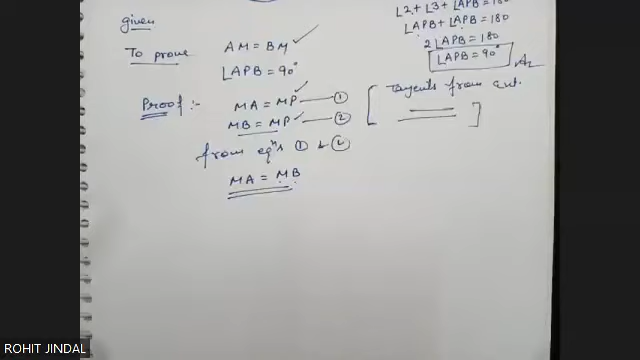 given
To prove AM = BM ✓
∠APB = 90°
Proof :- MA = MP ✓ — ①
MB = MP ✓ — ②
from eqⁿs ① & ②
MA = MB
[ Tangents from ext. ]
∠2 + ∠3 + ∠APB = 180
∠APB + ∠APB = 180
2∠APB = 180
∠APB = 90°
ROHIT JINDAL